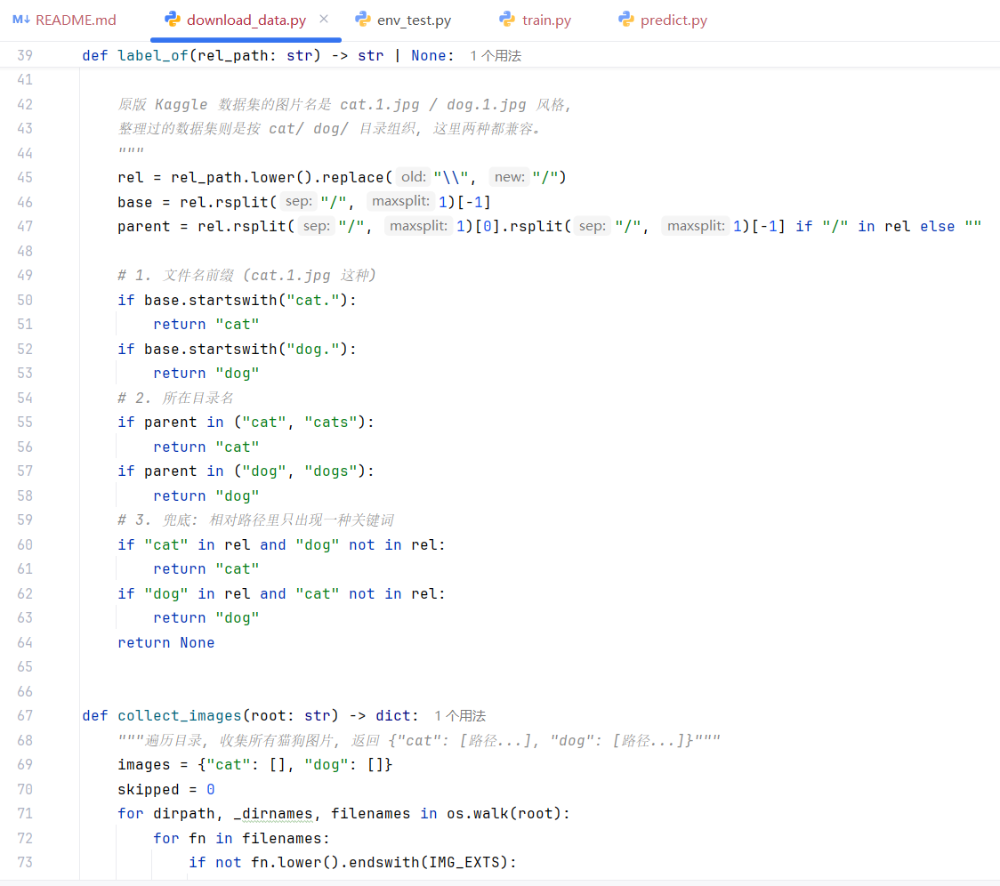 README.md download_data.py env_test.py train.py predict.py
39 def label_of(rel_path: str) -> str | None: 1 个用法
41
42 原版 Kaggle 数据集的图片名是 cat.1.jpg / dog.1.jpg 风格,
43 整理过的数据集则是按 cat/ dog/ 目录组织, 这里两种都兼容。
44 """
45 rel = rel_path.lower().replace( old: "\\", new: "/")
46 base = rel.rsplit( sep: "/", maxsplit: 1)[-1]
47 parent = rel.rsplit( sep: "/", maxsplit: 1)[0].rsplit( sep: "/", maxsplit: 1)[-1] if "/" in rel else ""
48
49 # 1. 文件名前缀 (cat.1.jpg 这种)
50 if base.startswith("cat."):
51 return "cat"
52 if base.startswith("dog."):
53 return "dog"
54 # 2. 所在目录名
55 if parent in ("cat", "cats"):
56 return "cat"
57 if parent in ("dog", "dogs"):
58 return "dog"
59 # 3. 兜底: 相对路径里只出现一种关键词
60 if "cat" in rel and "dog" not in rel:
61 return "cat"
62 if "dog" in rel and "cat" not in rel:
63 return "dog"
64 return None
65
66
67 def collect_images(root: str) -> dict: 1 个用法
68 """遍历目录, 收集所有猫狗图片, 返回 {"cat": [路径...], "dog": [路径...]}"""
69 images = {"cat": [], "dog": []}
70 skipped = 0
71 for dirpath, _dirnames, filenames in os.walk(root):
72 for fn in filenames:
73 if not fn.lower().endswith(IMG_EXTS):